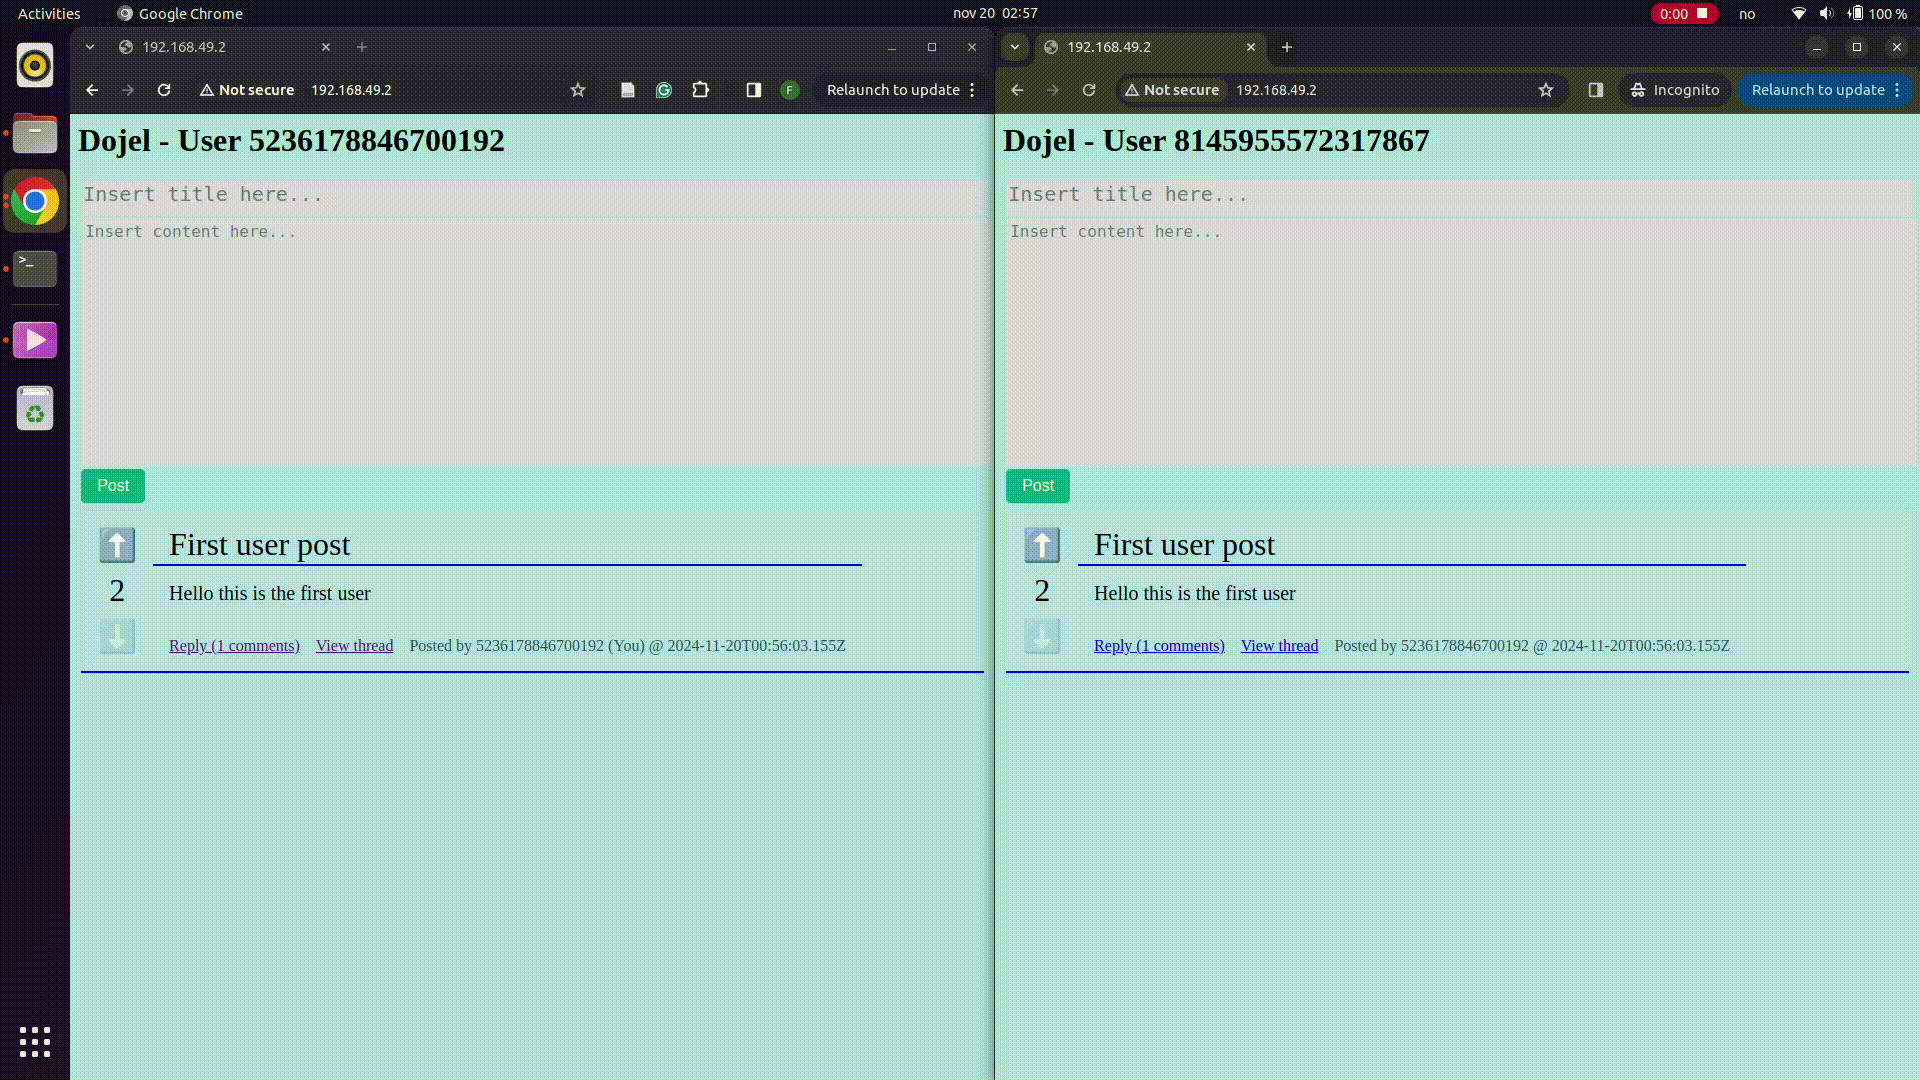 Activities Google Chrome nov 20 02:57 0:00 no 100 %
192.168.49.2
Not secure 192.168.49.2 F Relaunch to update
Dojel - User 5236178846700192
Insert title here...
Insert content here...
Post
First user post
2 Hello this is the first user
Reply (1 comments) View thread Posted by 5236178846700192 (You) @ 2024-11-20T00:56:03.155Z
192.168.49.2
Not secure 192.168.49.2 Incognito Relaunch to update
Dojel - User 8145955572317867
Insert title here...
Insert content here...
Post
First user post
2 Hello this is the first user
Reply (1 comments) View thread Posted by 5236178846700192 @ 2024-11-20T00:56:03.155Z